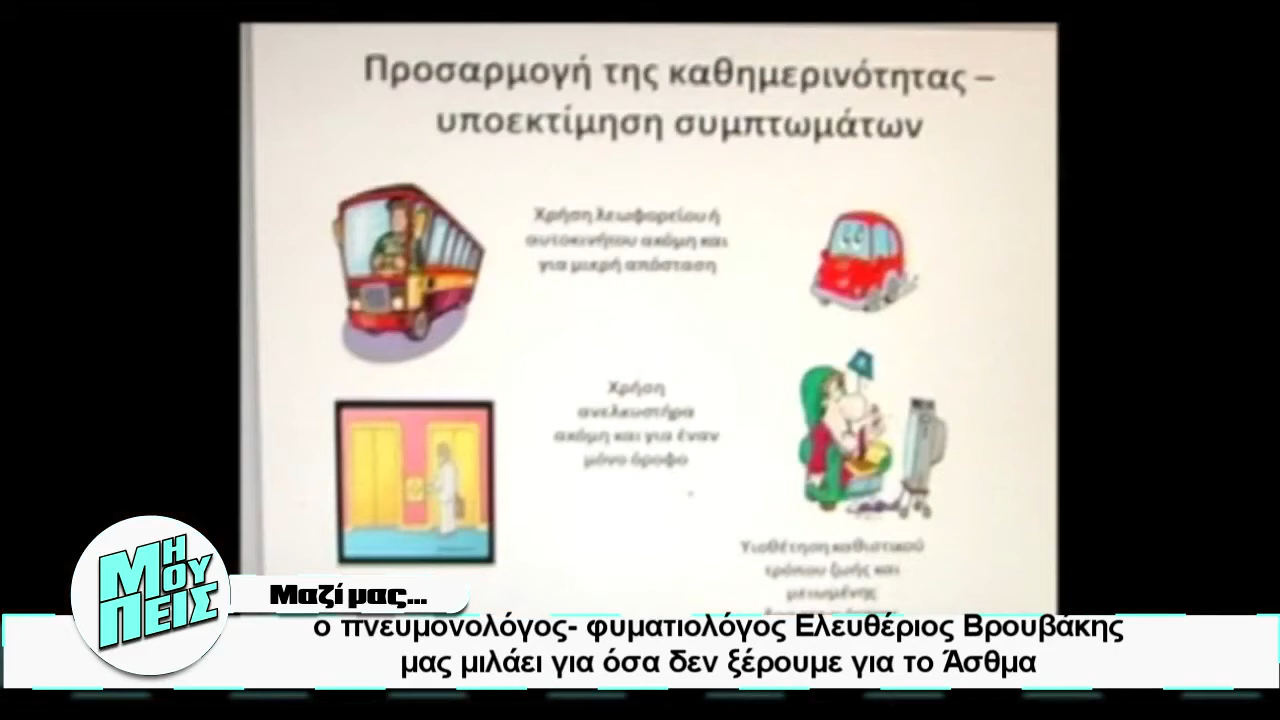 Προσαρμογή της καθημερινότητας –
υποεκτίμηση συμπτωμάτων
Χρήση λεωφορείου ή
αυτοκινήτου ακόμη και
για μικρή απόσταση
Χρήση
ανελκυστήρα
ακόμη και για έναν
μόνο όροφο
Υιοθέτηση καθιστικού
τρόπου ζωής και
μειωμένης
ΜΗ
ΜΟΥ
ΠΕΙΣ
Μαζί μας...
ο πνευμονολόγος- φυματιολόγος Ελευθέριος Βρουβάκης
μας μιλάει για όσα δεν ξέρουμε για το Άσθμα